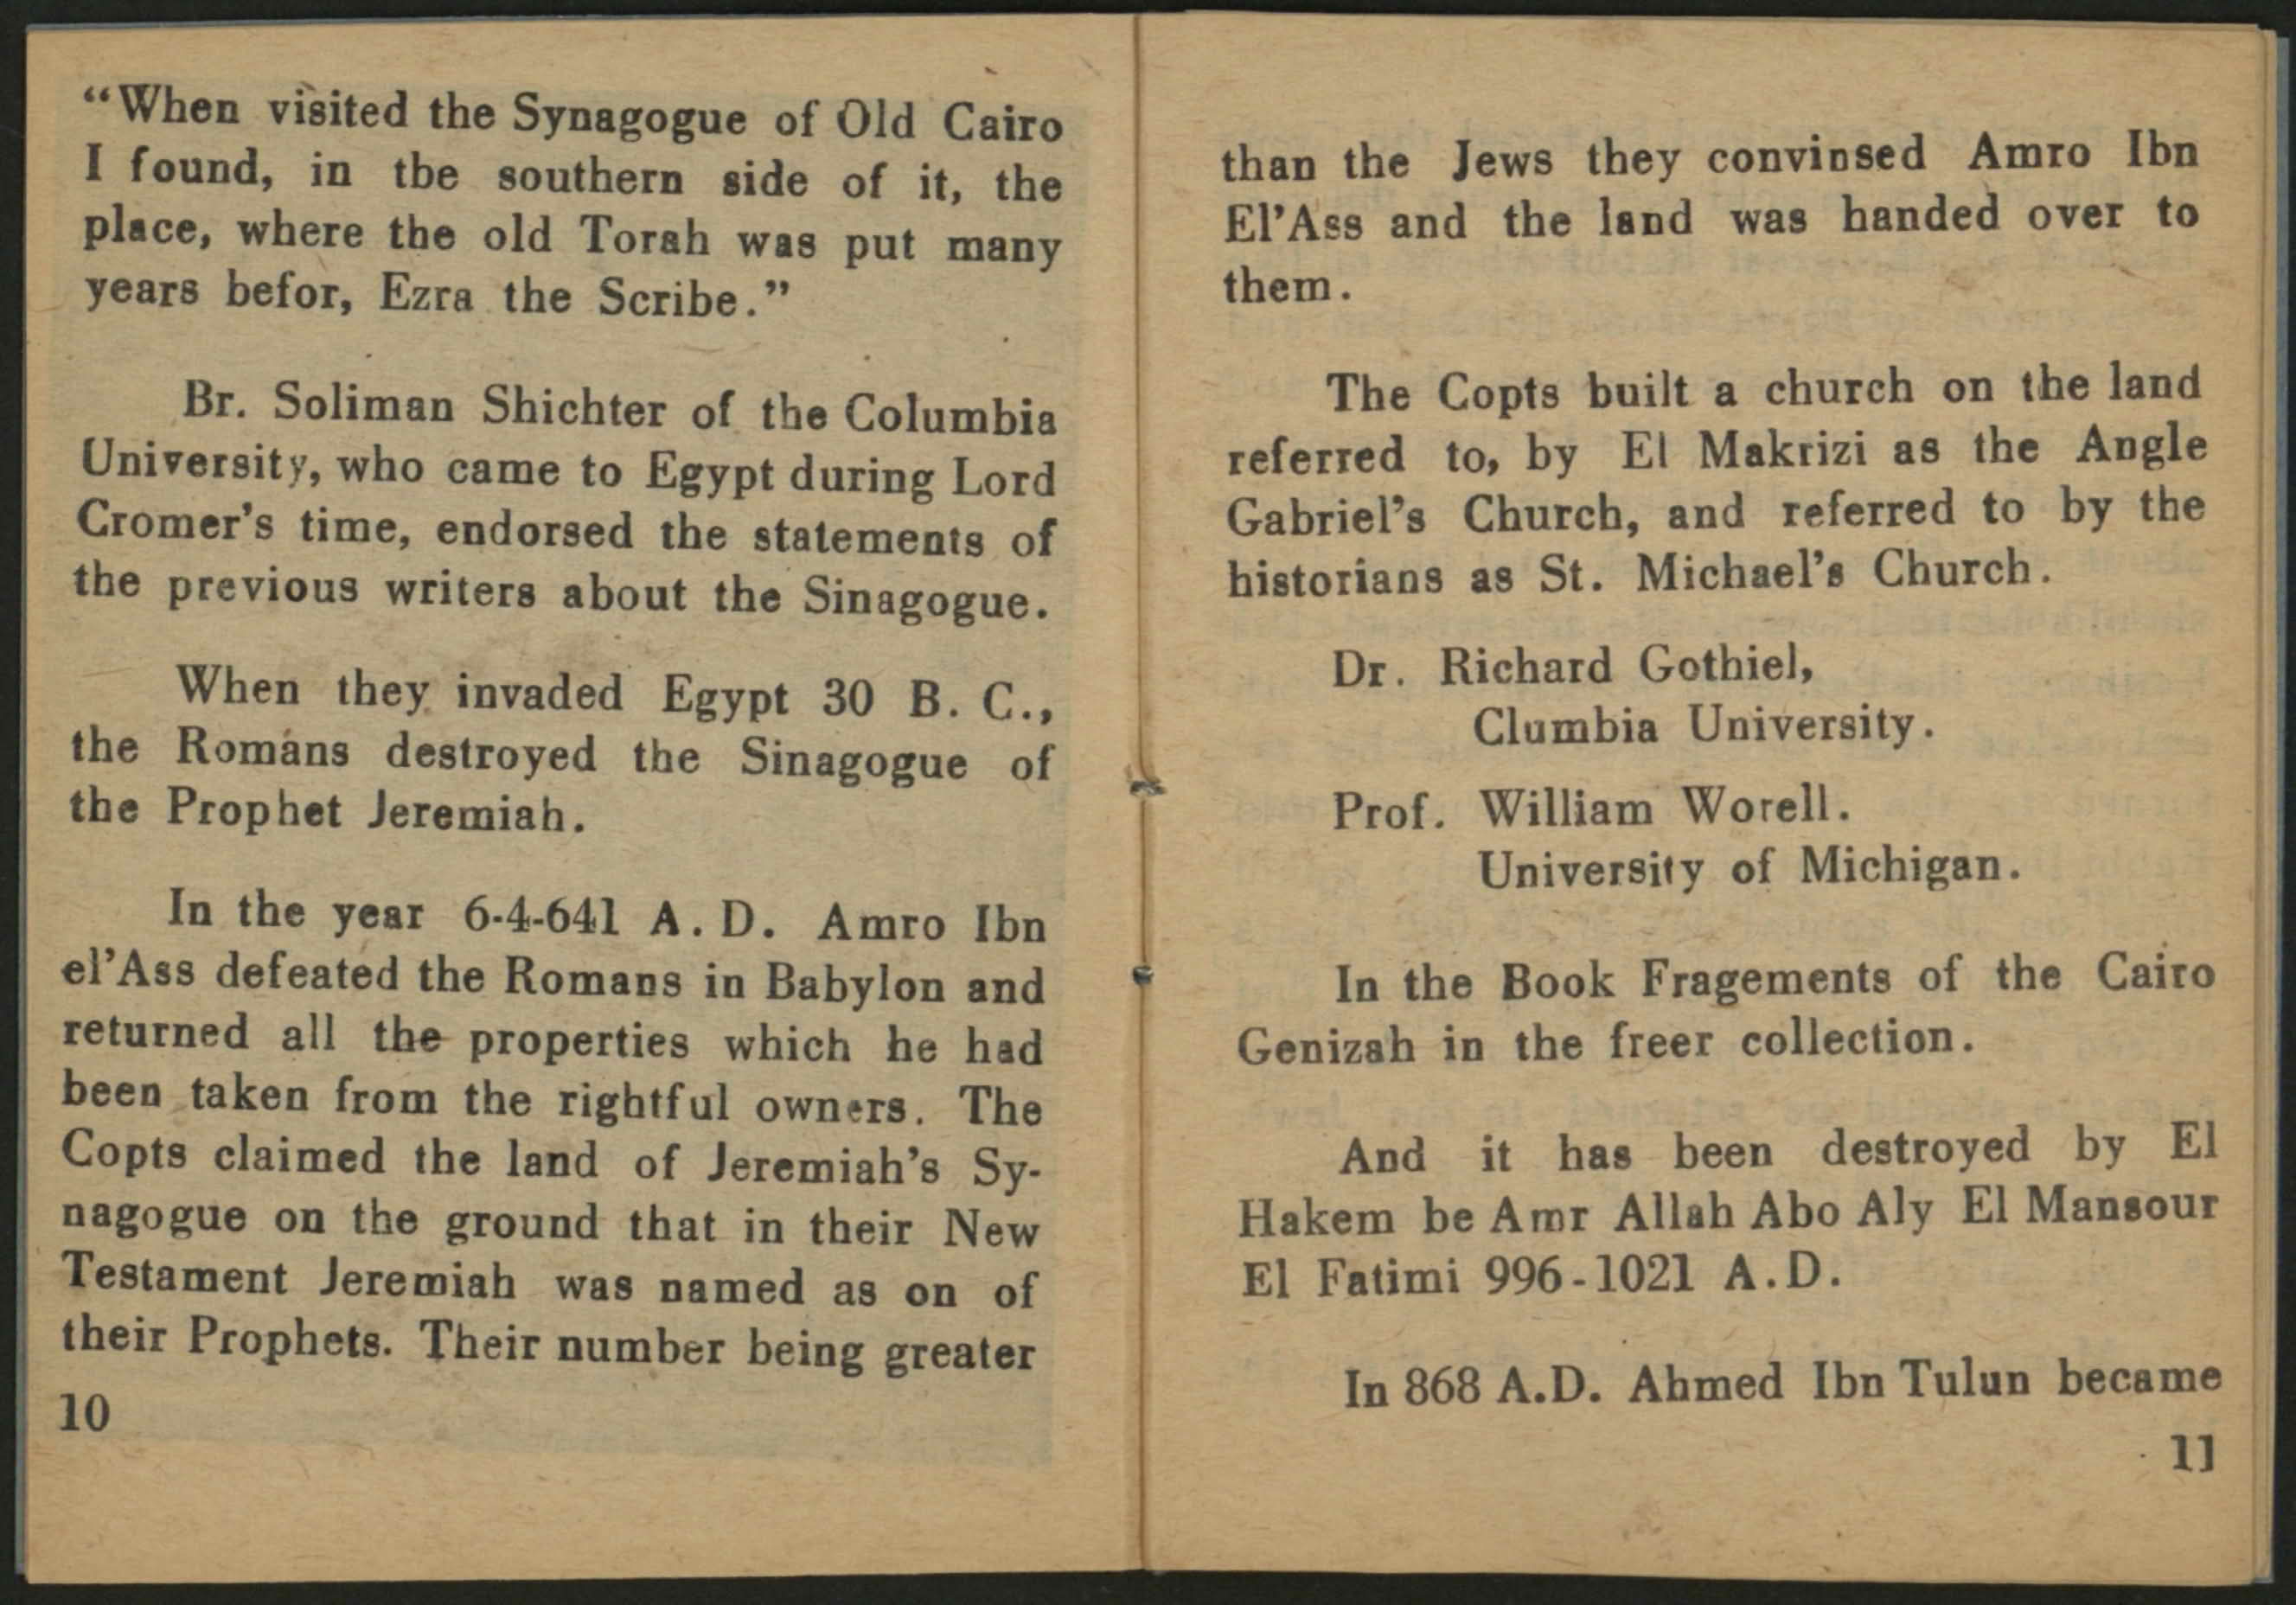 “When visited the Synagogue of Old Cairo
I found, in tbe southern side of it, the
place, where the old Torah was put many
years befor, Ezra the Scribe.”
Br. Soliman Shichter of the Columbia
University, who came to Egypt during Lord
Cromer's time, endorsed the statements of
the previous writers about the Sinagogue.
When they invaded Egypt 30 B. C.,
the Romans destroyed the Sinagogue of
the Prophet Jeremiah.
In the year 6-4-641 A. D. Amro Ibn
el'Ass defeated the Romans in Babylon and
returned all the properties which he had
been taken from the rightful owners. The
Copts claimed the land of Jeremiah's Sy-
nagogue on the ground that in their New
Testament Jeremiah was named as on of
their Prophets. Their number being greater
10
than the Jews they convinsed Amro Ibn
El'Ass and the land was handed over to
them.
The Copts built a church on the land
referred to, by El Makrizi as the Angle
Gabriel's Church, and referred to by the
historians as St. Michael's Church.
Dr. Richard Gothiel,
Clumbia University.
Prof. William Worell.
University of Michigan.
In the Book Fragements of the Cairo
Genizah in the freer collection.
And it has been destroyed by El
Hakem be Amr Allah Abo Aly El Mansour
El Fatimi 996-1021 A.D.
In 868 A.D. Ahmed Ibn Tulun became
11